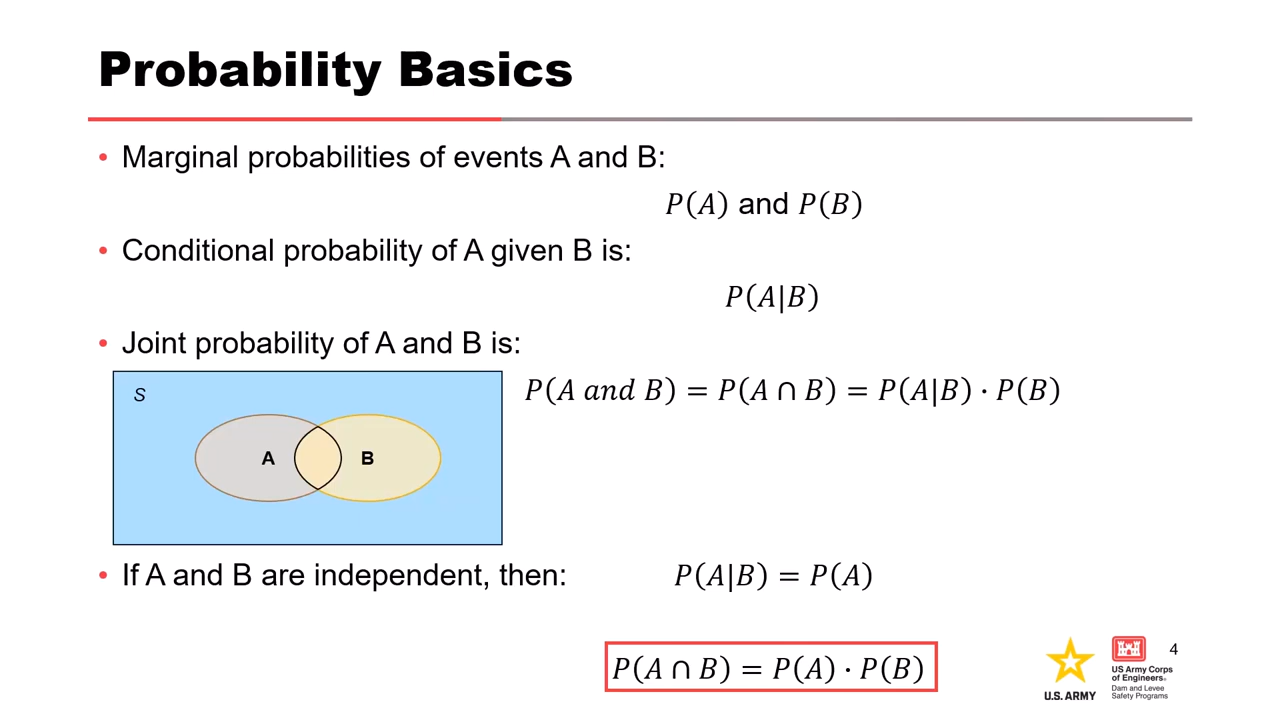 Probability Basics
• Marginal probabilities of events A and B:
P(A) and P(B)
• Conditional probability of A given B is:
P(A|B)
• Joint probability of A and B is:
P(A and B) = P(A ∩ B) = P(A|B) · P(B)
S
A
B
• If A and B are independent, then:
P(A|B) = P(A)
P(A ∩ B) = P(A) · P(B)
U.S. ARMY
US Army Corps
of Engineers®
Dam and Levee
Safety Programs
4